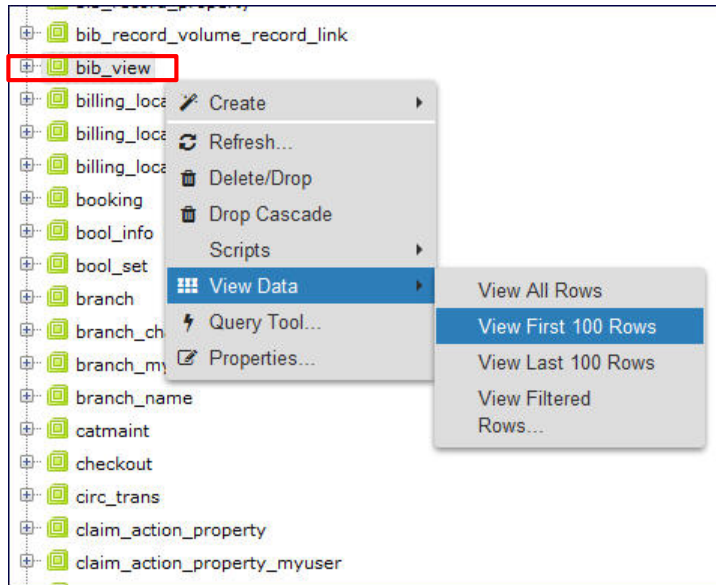 bib_record_property
bib_record_volume_record_link
bib_view
billing_loca
billing_loca
billing_loca
booking
bool_info
bool_set
branch
branch_ch
branch_my
branch_name
catmaint
checkout
circ_trans
claim_action_property
claim_action_property_myuser
Create
Refresh...
Delete/Drop
Drop Cascade
Scripts
View Data
Query Tool...
Properties...
View All Rows
View First 100 Rows
View Last 100 Rows
View Filtered
Rows...